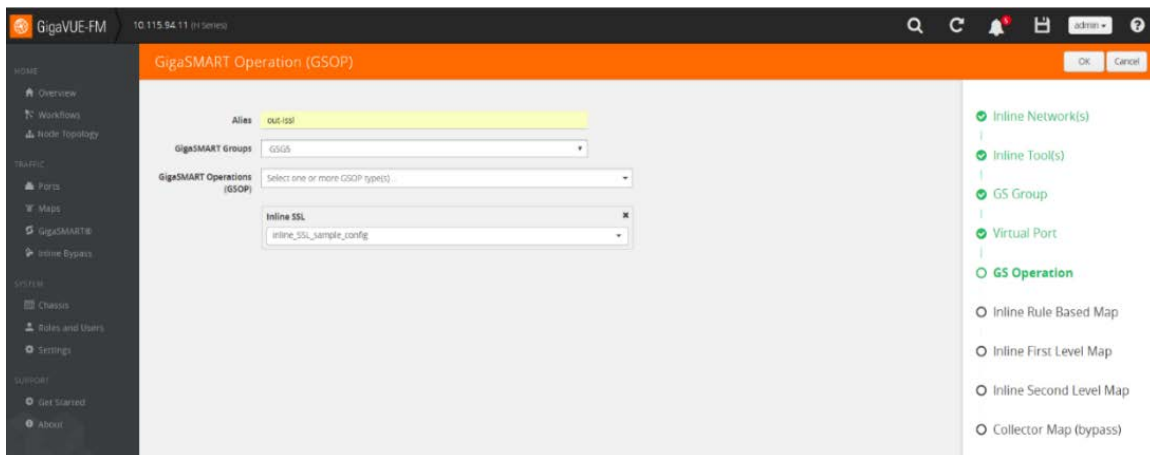 GigaVUE-FM
10.115.94.11 (H Series)
5
admin
GigaSMART Operation (GSOP)
OK
Cancel
HOME
Overview
Workflows
Node Topology
TRAFFIC
Ports
Maps
GigaSMART®
Inline Bypass
SYSTEM
Chassis
Roles and Users
Settings
SUPPORT
Get Started
About
Alias
out-issl
GigaSMART Groups
GSGS
GigaSMART Operations
(GSOP)
Select one or more GSOP type(s) ..
Inline SSL
inline_SSL_sample_config
Inline Network(s)
Inline Tool(s)
GS Group
Virtual Port
GS Operation
Inline Rule Based Map
Inline First Level Map
Inline Second Level Map
Collector Map (bypass)